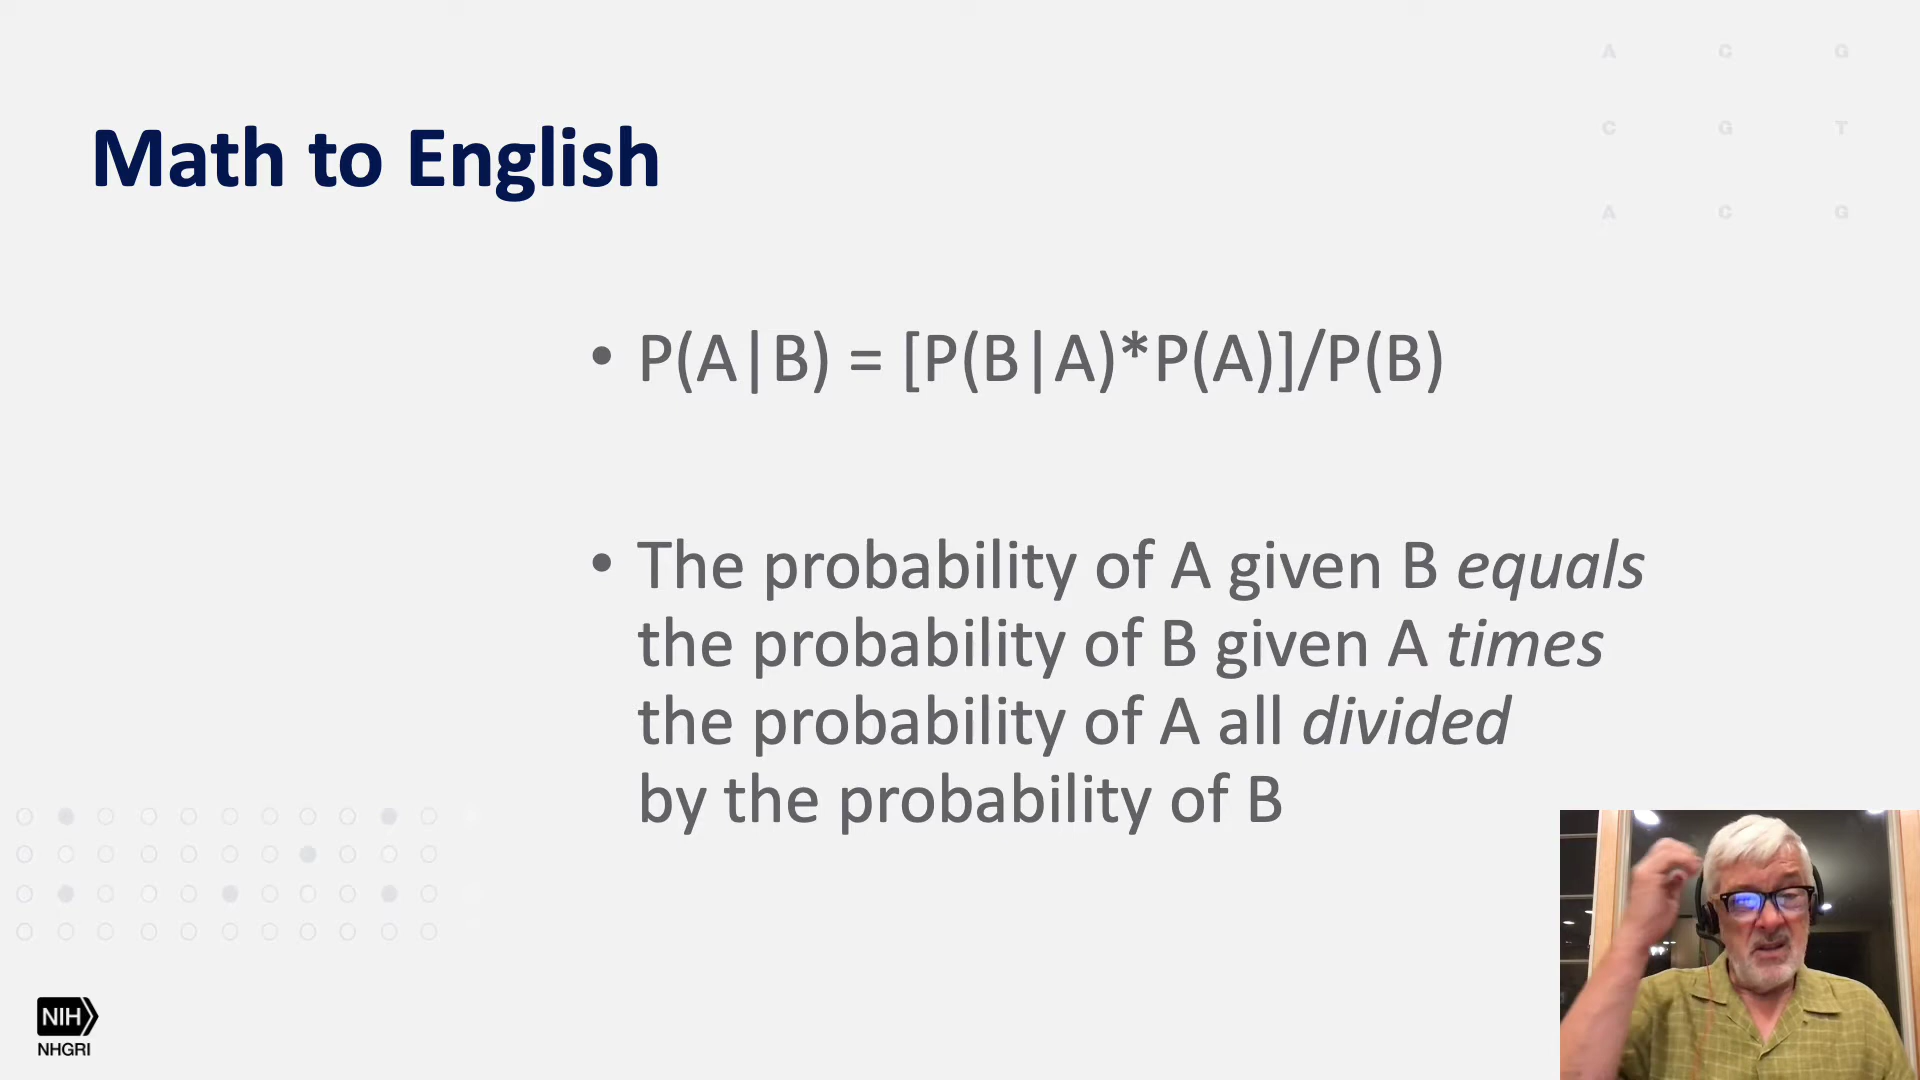 A C G
C G T
A C G
Math to English
• P(A|B) = [P(B|A)*P(A)]/P(B)
• The probability of A given B equals
the probability of B given A times
the probability of A all divided
by the probability of B
NIH
NHGRI